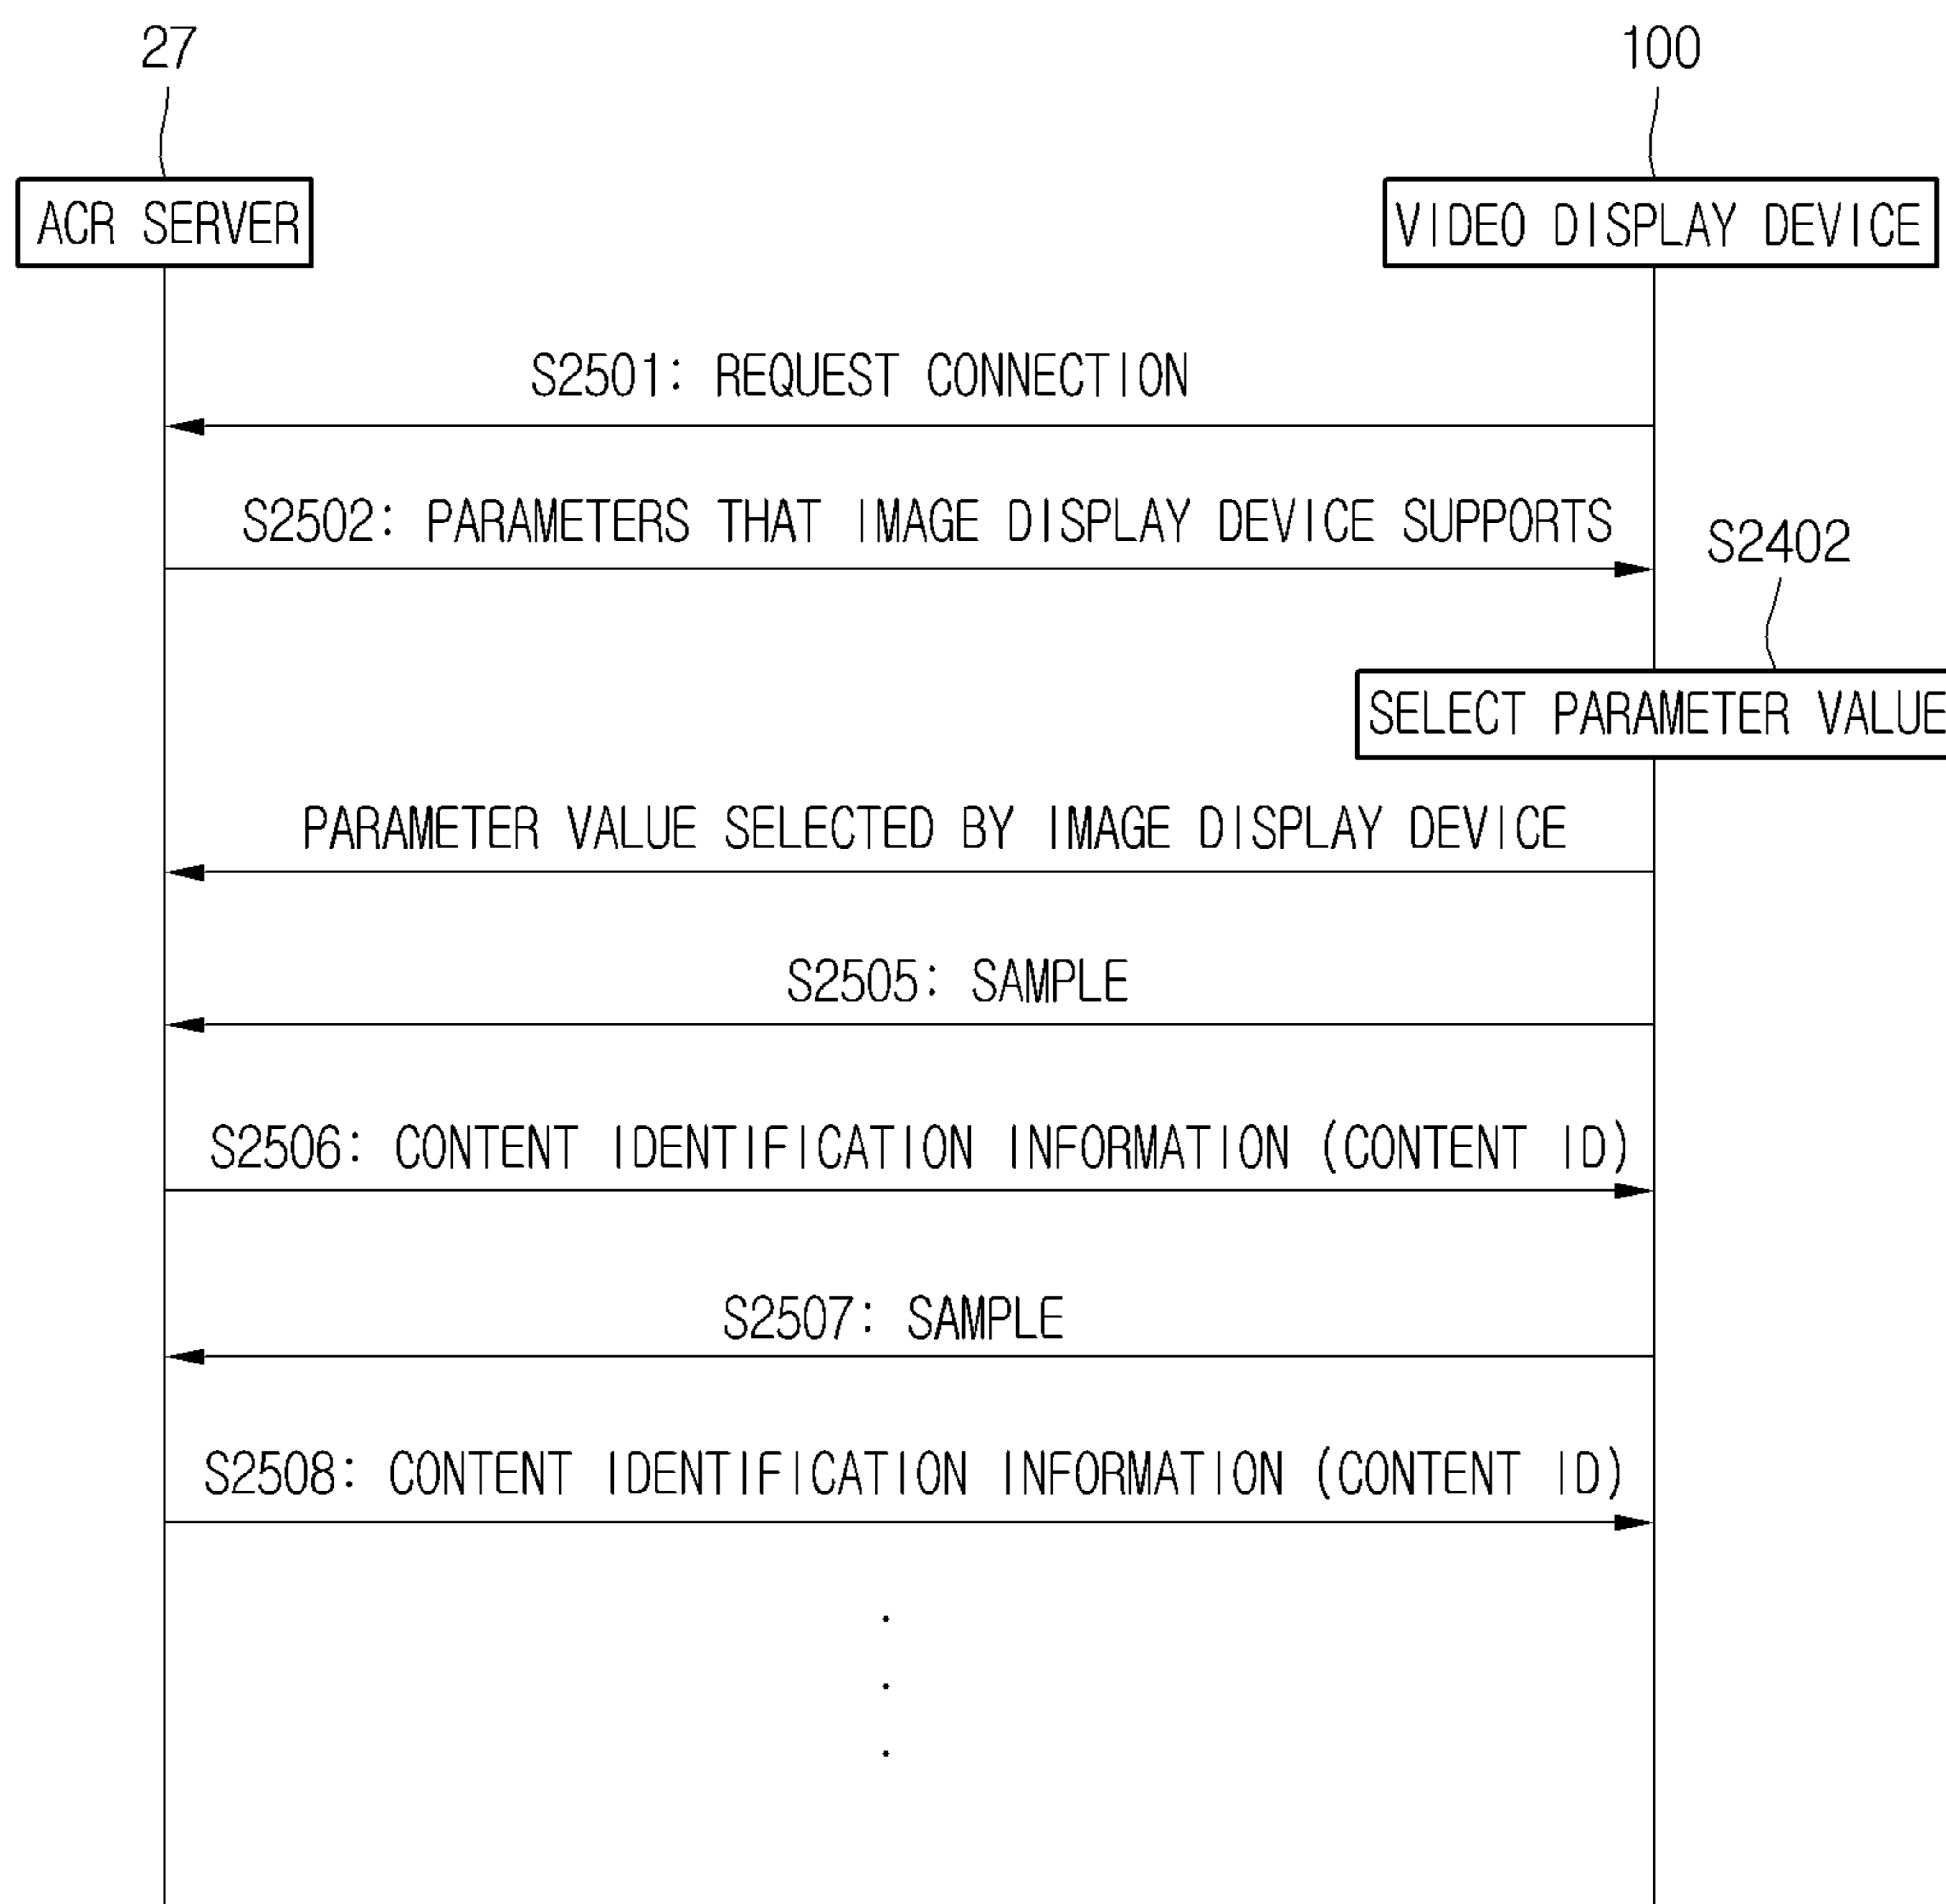 27
100
ACR SERVER
VIDEO DISPLAY DEVICE
S2501: REQUEST CONNECTION
S2502: PARAMETERS THAT IMAGE DISPLAY DEVICE SUPPORTS
S2402
SELECT PARAMETER VALUE
PARAMETER VALUE SELECTED BY IMAGE DISPLAY DEVICE
S2505: SAMPLE
S2506: CONTENT IDENTIFICATION INFORMATION (CONTENT ID)
S2507: SAMPLE
S2508: CONTENT IDENTIFICATION INFORMATION (CONTENT ID)